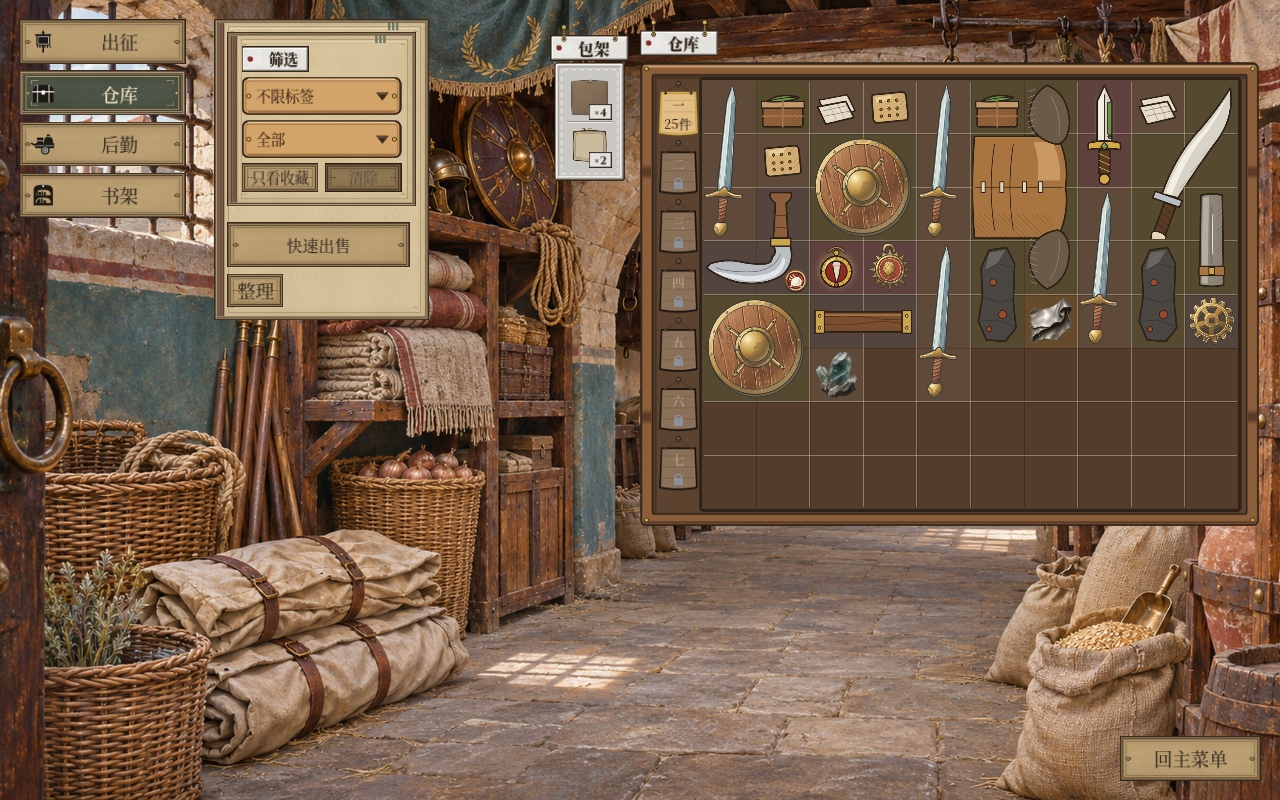 出征
仓库
后勤
书架
筛选
不限标签
全部
只看收藏
清除
快速出售
整理
包架
×4
×2
仓库
一
25件
二
三
四
五
六
七
回主菜单